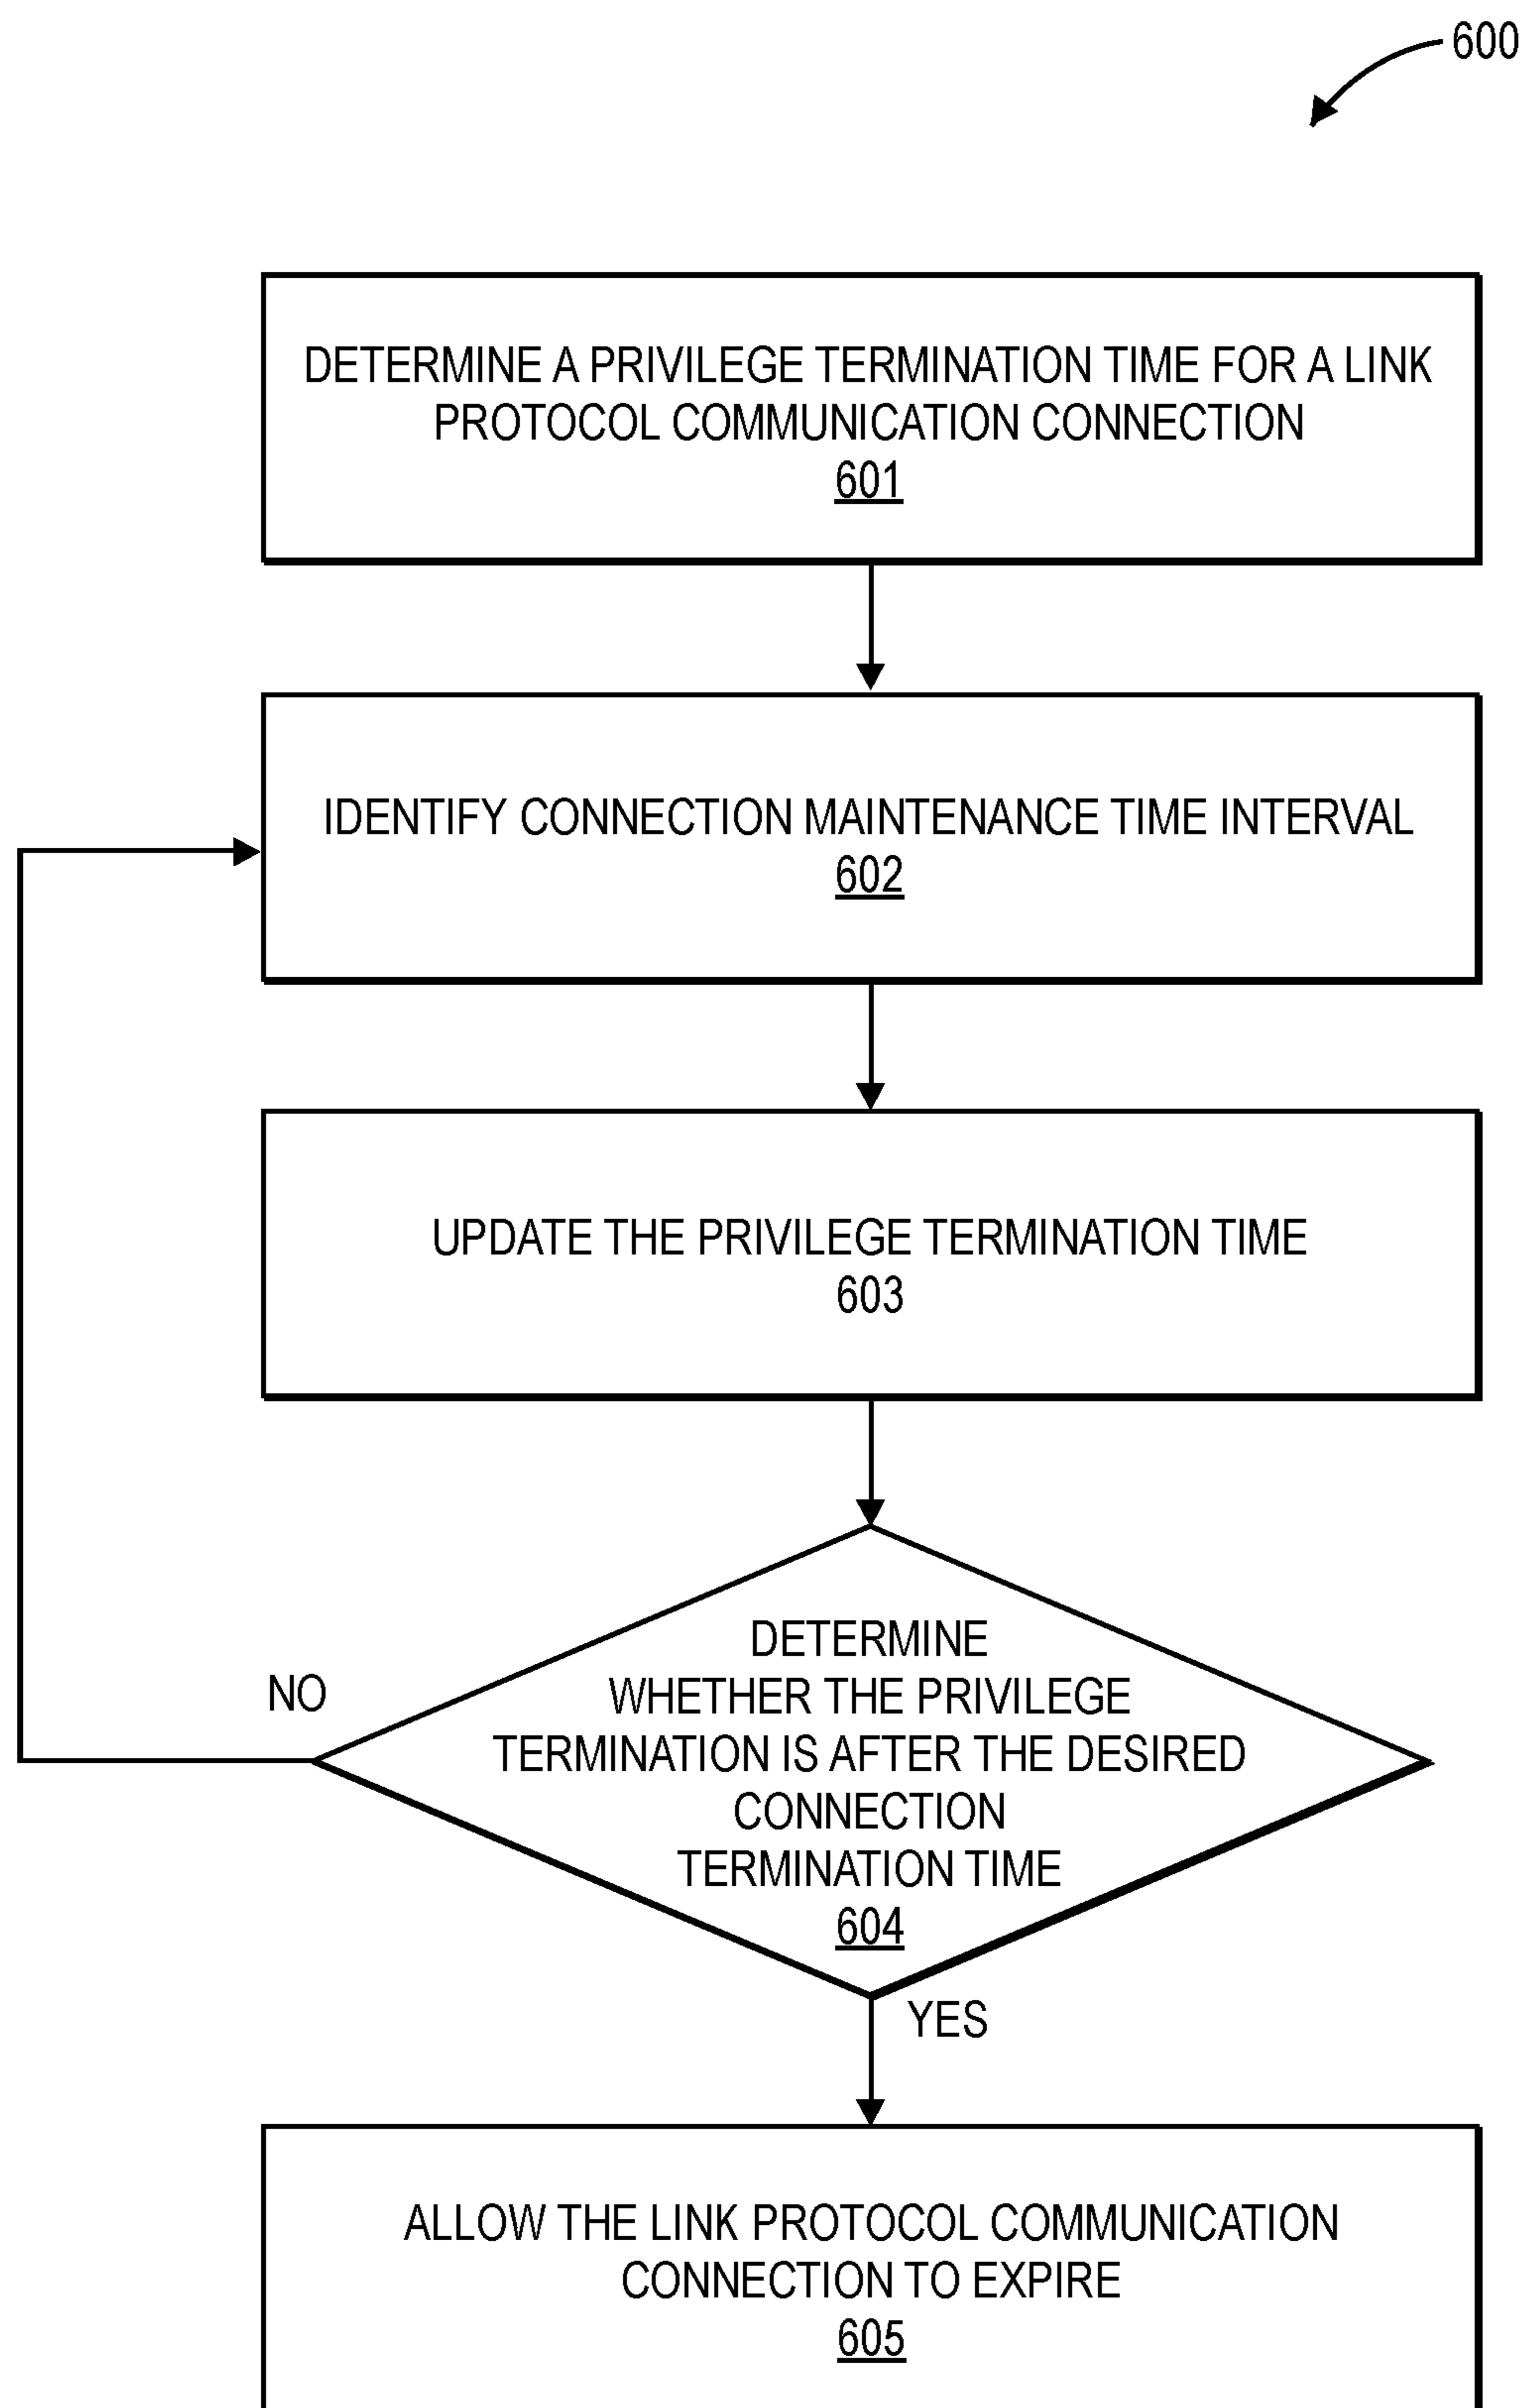 600
DETERMINE A PRIVILEGE TERMINATION TIME FOR A LINK
PROTOCOL COMMUNICATION CONNECTION
601
IDENTIFY CONNECTION MAINTENANCE TIME INTERVAL
602
UPDATE THE PRIVILEGE TERMINATION TIME
603
DETERMINE
WHETHER THE PRIVILEGE
TERMINATION IS AFTER THE DESIRED
CONNECTION
TERMINATION TIME
604
NO
YES
ALLOW THE LINK PROTOCOL COMMUNICATION
CONNECTION TO EXPIRE
605